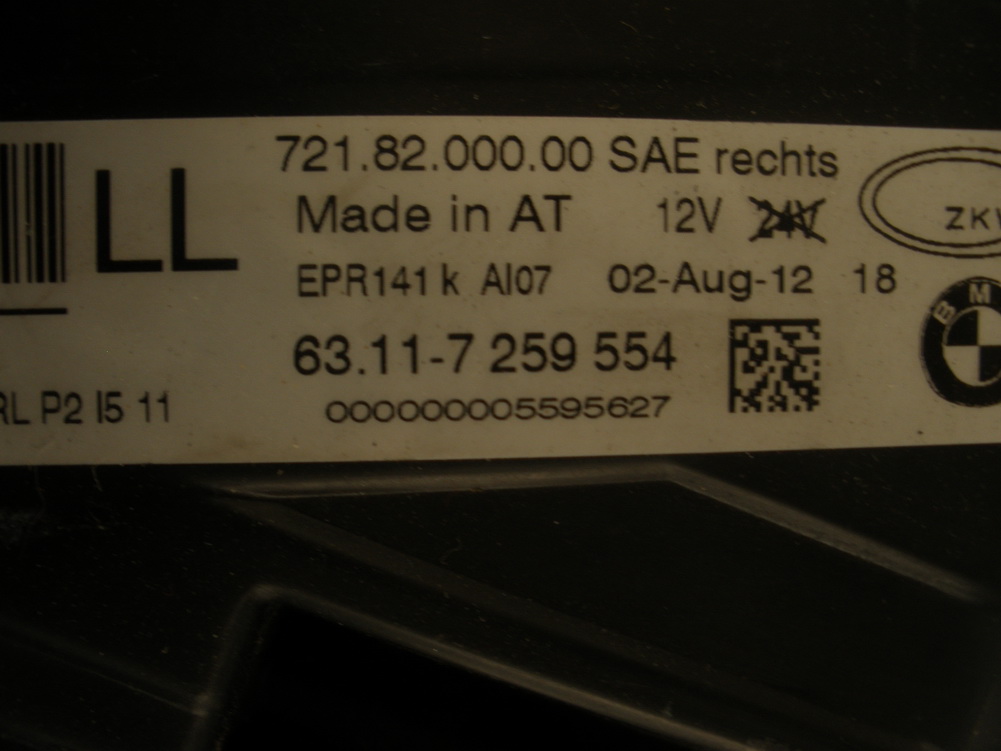 LL
721.82.000.00 SAE rechts
Made in AT 12V 24V
EPR141 k AI07 02-Aug-12 18
63.11-7 259 554
RL P2 I5 11
000000005595627
ZKW
BMW